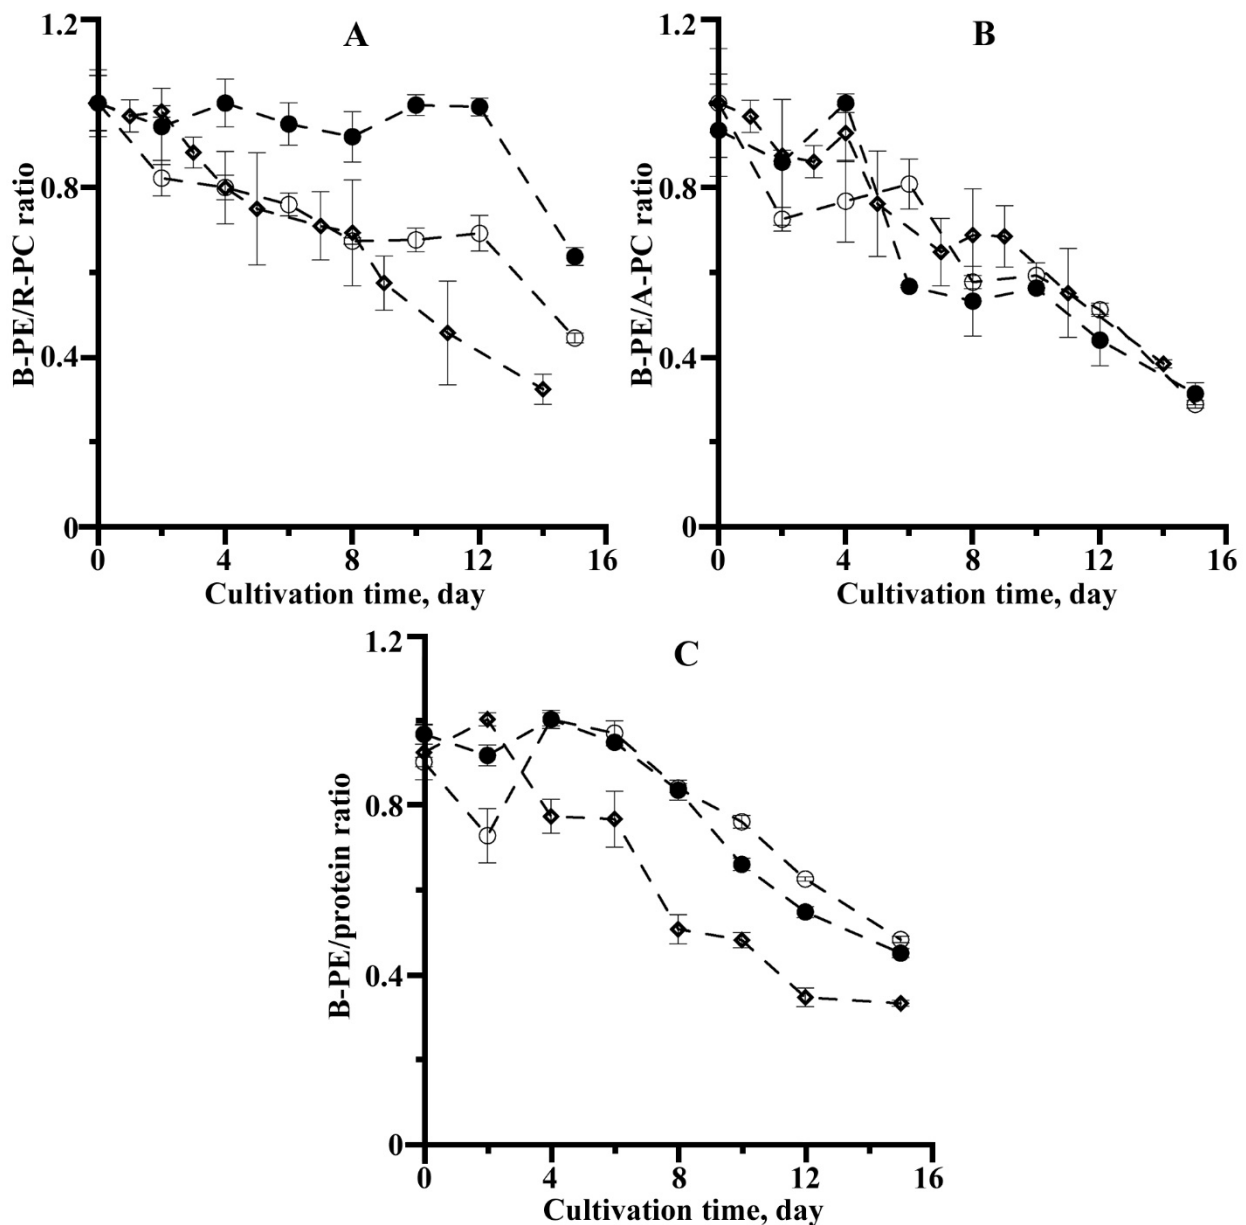 A
B-PE/R-PC ratio
1.2
0.8
0.4
0
0 4 8 12 16
Cultivation time, day
B
B-PE/A-PC ratio
1.2
0.8
0.4
0
0 4 8 12 16
Cultivation time, day
C
B-PE/protein ratio
1.2
0.8
0.4
0
0 4 8 12 16
Cultivation time, day